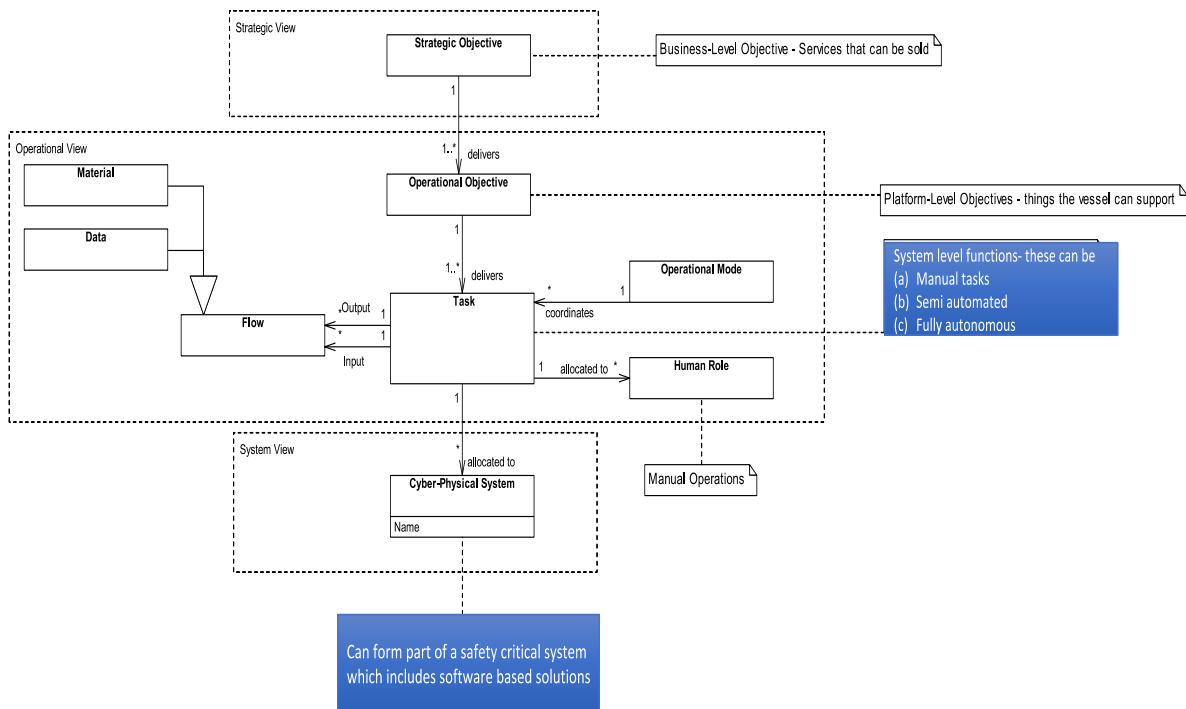 Strategic View
Strategic Objective
Business-Level Objective - Services that can be sold
1
1..*
delivers
Operational View
Material
Operational Objective
Platform-Level Objectives - things the vessel can support
Data
1
1..*
delivers
System level functions- these can be
(a) Manual tasks
(b) Semi automated
(c) Fully autonomous
Operational Mode
*
1
coordinates
Task
Flow
*Output
1
*
1
Input
1
allocated to
*
Human Role
1
*
allocated to
System View
Manual Operations
Cyber-Physical System
Name
Can form part of a safety critical system
which includes software based solutions